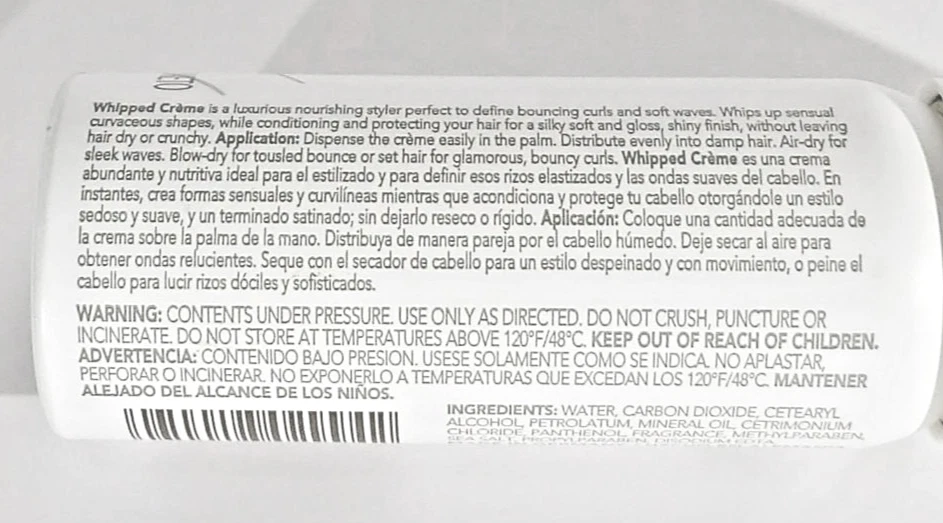 Whipped Crème is a luxurious nourishing styler perfect to define bouncing curls and soft waves. Whips up sensual
curvaceous shapes, while conditioning and protecting your hair for a silky soft and gloss, shiny finish, without leaving
hair dry or crunchy. Application: Dispense the crème easily in the palm. Distribute evenly into damp hair. Air-dry for
sleek waves. Blow-dry for tousled bounce or set hair for glamorous, bouncy curls. Whipped Crème es una crema
abundante y nutritiva ideal para el estilizado y para definir esos rizos elastizados y las ondas suaves del cabello. En
instantes, crea formas sensuales y curvilíneas mientras que acondiciona y protege tu cabello otorgándole un estilo
sedoso y suave, y un terminado satinado; sin dejarlo reseco o rígido. Aplicación: Coloque una cantidad adecuada de
la crema sobre la palma de la mano. Distribuya de manera pareja por el cabello húmedo. Deje secar al aire para
obtener ondas relucientes. Seque con el secador de cabello para un estilo despeinado y con movimiento, o peine el
cabello para lucir rizos dóciles y sofisticados.
WARNING: CONTENTS UNDER PRESSURE. USE ONLY AS DIRECTED. DO NOT CRUSH, PUNCTURE OR
INCINERATE. DO NOT STORE AT TEMPERATURES ABOVE 120°F/48°C. KEEP OUT OF REACH OF CHILDREN.
ADVERTENCIA: CONTENIDO BAJO PRESION. USESE SOLAMENTE COMO SE INDICA. NO APLASTAR,
PERFORAR O INCINERAR. NO EXPONERLO A TEMPERATURAS QUE EXCEDAN LOS 120°F/48°C. MANTENER
ALEJADO DEL ALCANCE DE LOS NIÑOS.
INGREDIENTS: WATER, CARBON DIOXIDE, CETEARYL
ALCOHOL, PETROLATUM, MINERAL OIL, CETRIMONIUM
CHLORIDE, PANTHENOL, FRAGRANCE, METHYLPARABEN,
SEA SALT, PROPYLPARABEN, DISODIUM EDTA,